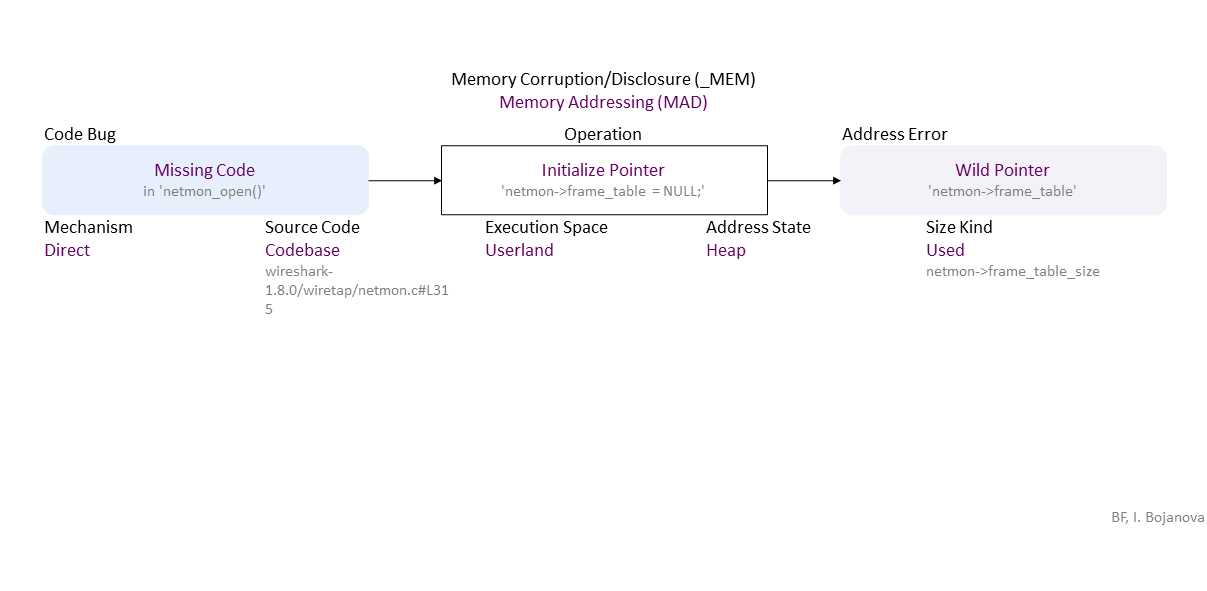 Memory Corruption/Disclosure (_MEM)
Memory Addressing (MAD)
Code Bug
Operation
Address Error
Missing Code
in 'netmon_open()'
Initialize Pointer
'netmon->frame_table = NULL;'
Wild Pointer
'netmon->frame_table'
Mechanism
Direct
Source Code
Codebase
wireshark-
1.8.0/wiretap/netmon.c#L31
5
Execution Space
Userland
Address State
Heap
Size Kind
Used
netmon->frame_table_size
BF, I. Bojanova